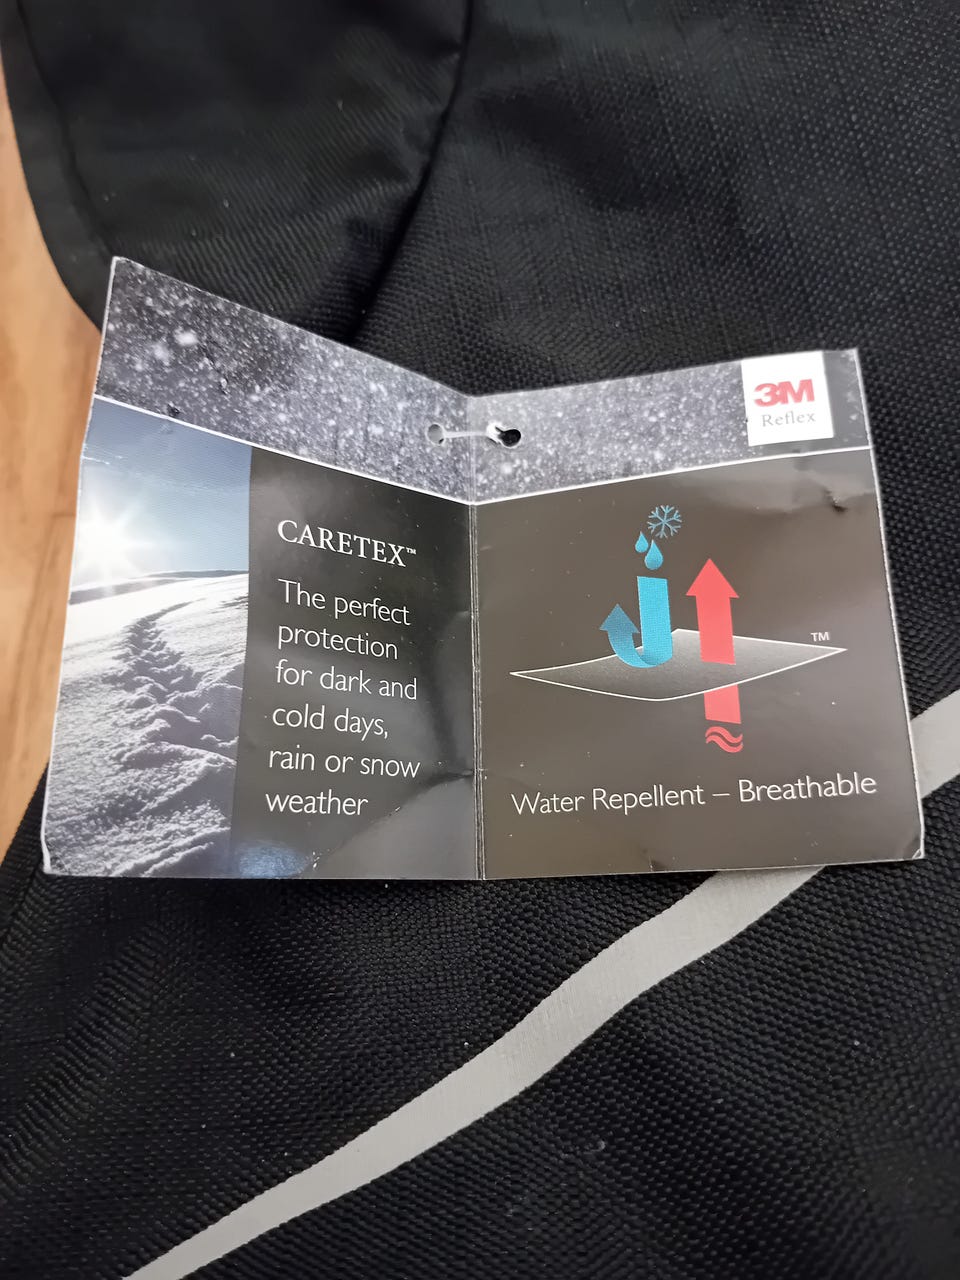 CARETEX™
The perfect
protection
for dark and
cold days,
rain or snow
weather
3M
Reflex
TM
Water Repellent – Breathable